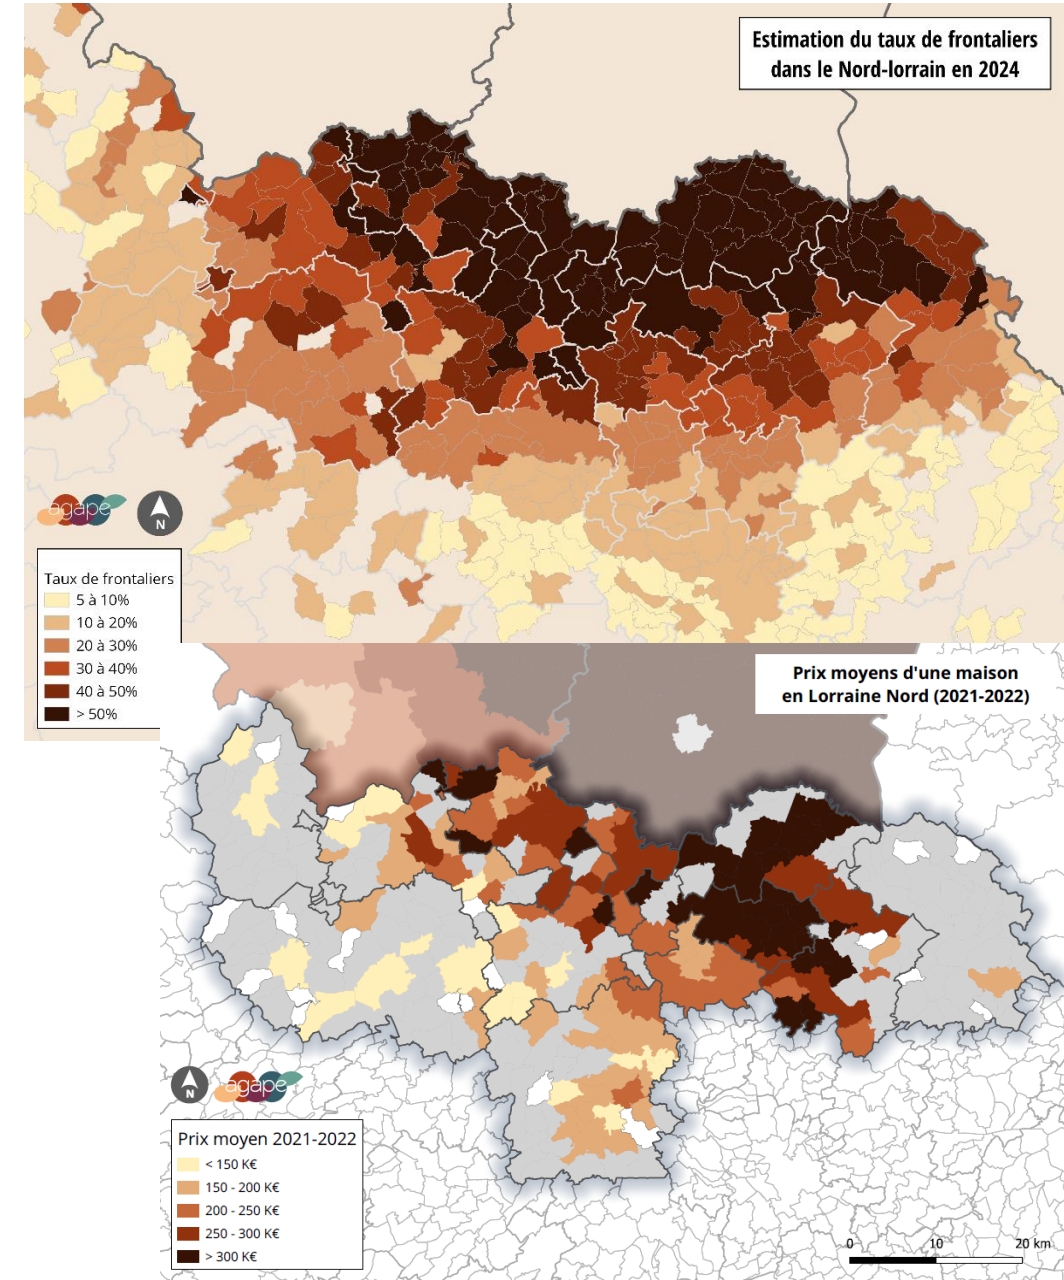 Estimation du taux de frontaliers
dans le Nord-lorrain en 2024
agape
N
Taux de frontaliers
5 à 10%
10 à 20%
20 à 30%
30 à 40%
40 à 50%
> 50%
Prix moyens d'une maison
en Lorraine Nord (2021-2022)
N
agape
Prix moyen 2021-2022
< 150 K€
150 - 200 K€
200 - 250 K€
250 - 300 K€
> 300 K€
0 10 20 km